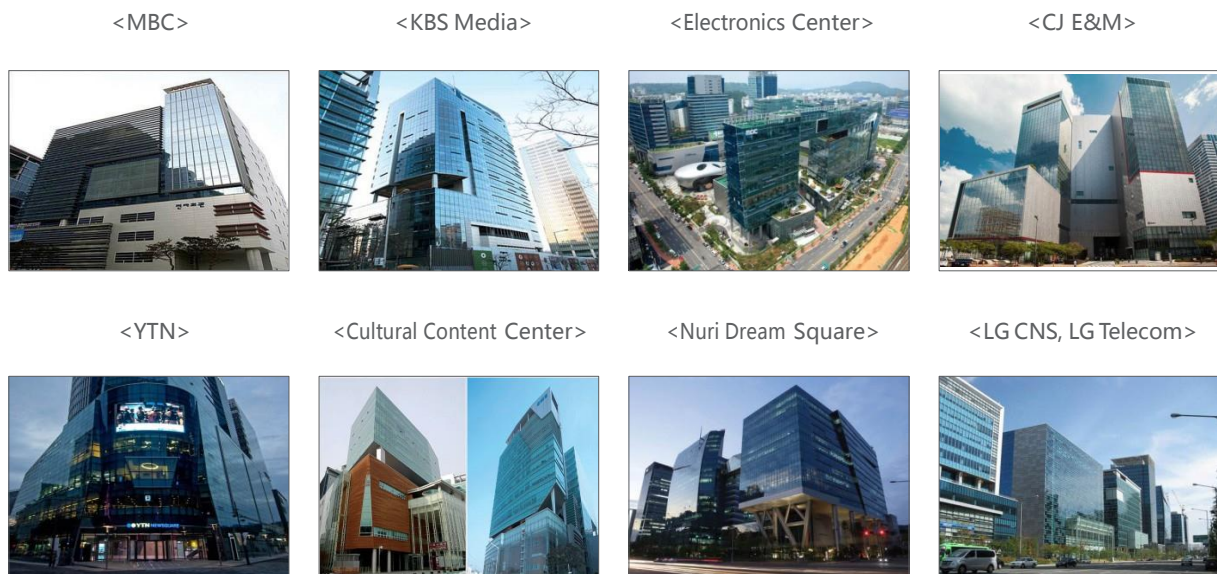 <MBC>
<KBS Media>
<Electronics Center>
<CJ E&M>
<YTN>
<Cultural Content Center>
<Nuri Dream Square>
<LG CNS, LG Telecom>
YTN NEWSQUARE